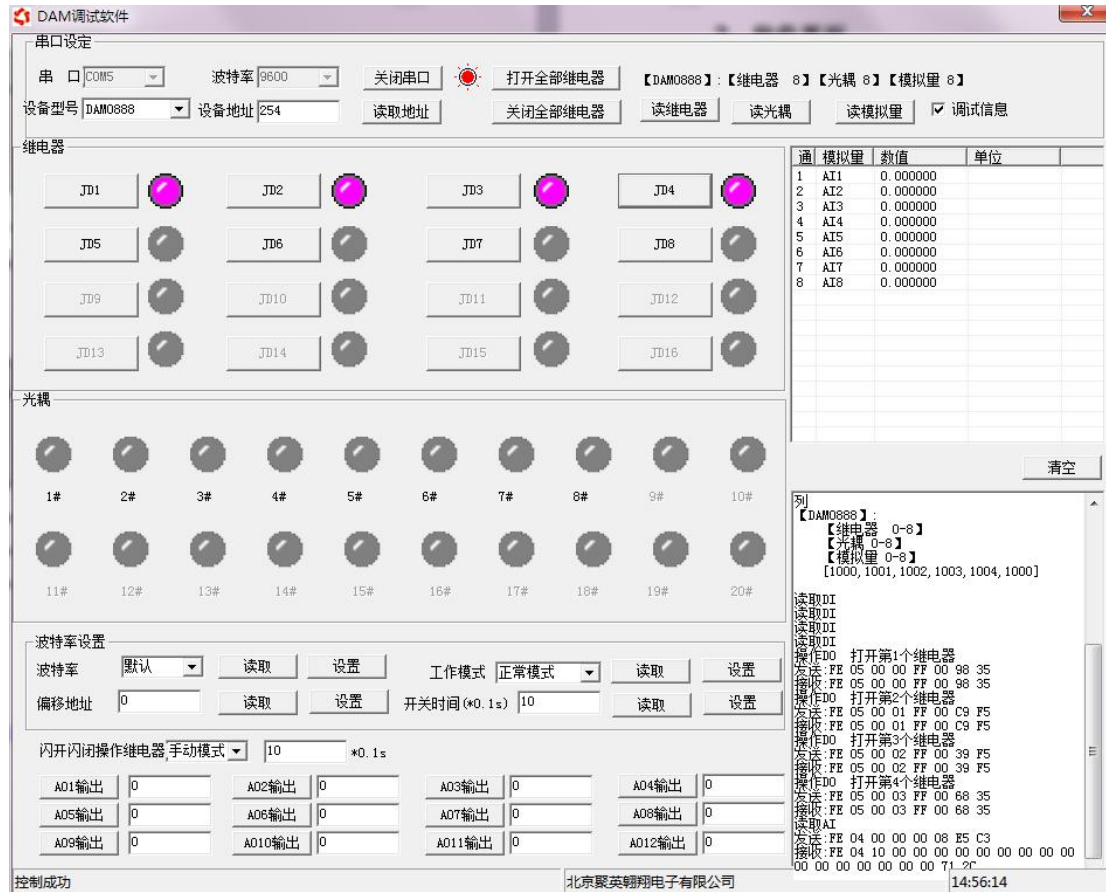 DAM调试软件
串口设定
串 口 COM5 波特率 9600 关闭串口 打开全部继电器 【DAM0888】:【继电器 8】【光耦 8】【模拟量 8】
设备型号 DAM0888 设备地址 254 读取地址 关闭全部继电器 读继电器 读光耦 读模拟量 调试信息
继电器
JD1 JD2 JD3 JD4
JD5 JD6 JD7 JD8
JD9 JD10 JD11 JD12
JD13 JD14 JD15 JD16
通 模拟量 数值 单位
1 AI1 0.000000
2 AI2 0.000000
3 AI3 0.000000
4 AI4 0.000000
5 AI5 0.000000
6 AI6 0.000000
7 AI7 0.000000
8 AI8 0.000000
光耦
1# 2# 3# 4# 5# 6# 7# 8# 9# 10#
11# 12# 13# 14# 15# 16# 17# 18# 19# 20#
清空
列
【DAM0888】:
【继电器 0-8】
【光耦 0-8】
【模拟量 0-8】
[1000,1001,1002,1003,1004,1000]
读取DI
读取DI
读取DI
读取DI
操作DO 打开第1个继电器
发送:FE 05 00 00 FF 00 98 35
接收:FE 05 00 00 FF 00 98 35
操作DO 打开第2个继电器
发送:FE 05 00 01 FF 00 C9 F5
接收:FE 05 00 01 FF 00 C9 F5
操作DO 打开第3个继电器
发送:FE 05 00 02 FF 00 39 F5
接收:FE 05 00 02 FF 00 39 F5
操作DO 打开第4个继电器
发送:FE 05 00 03 FF 00 68 35
接收:FE 05 00 03 FF 00 68 35
读取AI
发送:FE 04 00 00 00 08 E5 C3
接收:FE 04 10 00 00 00 00 00 00 00 00 00
00 00 00 00 00 00 00 71 2C
波特率设置
波特率 默认 读取 设置 工作模式 正常模式 读取 设置
偏移地址 0 读取 设置 开关时间(*0.1s) 10 读取 设置
闪开闪闭操作继电器 手动模式 10 *0.1s
AO1输出 0 AO2输出 0 AO3输出 0 AO4输出 0
AO5输出 0 AO6输出 0 AO7输出 0 AO8输出 0
AO9输出 0 AO10输出 0 AO11输出 0 AO12输出 0
控制成功 北京聚英翱翔电子有限公司 14:56:14